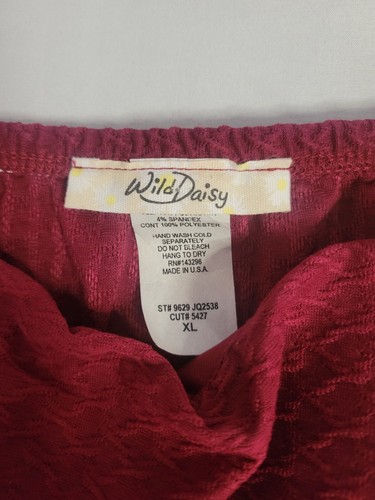 Wild Daisy
4% SPANDEX
CONT 100% POLYESTER
HAND WASH COLD
SEPARATELY
DO NOT BLEACH
HANG TO DRY
RN#143296
MADE IN U.S.A.
ST# 9629 JQ2538
CUT# 5427
XL